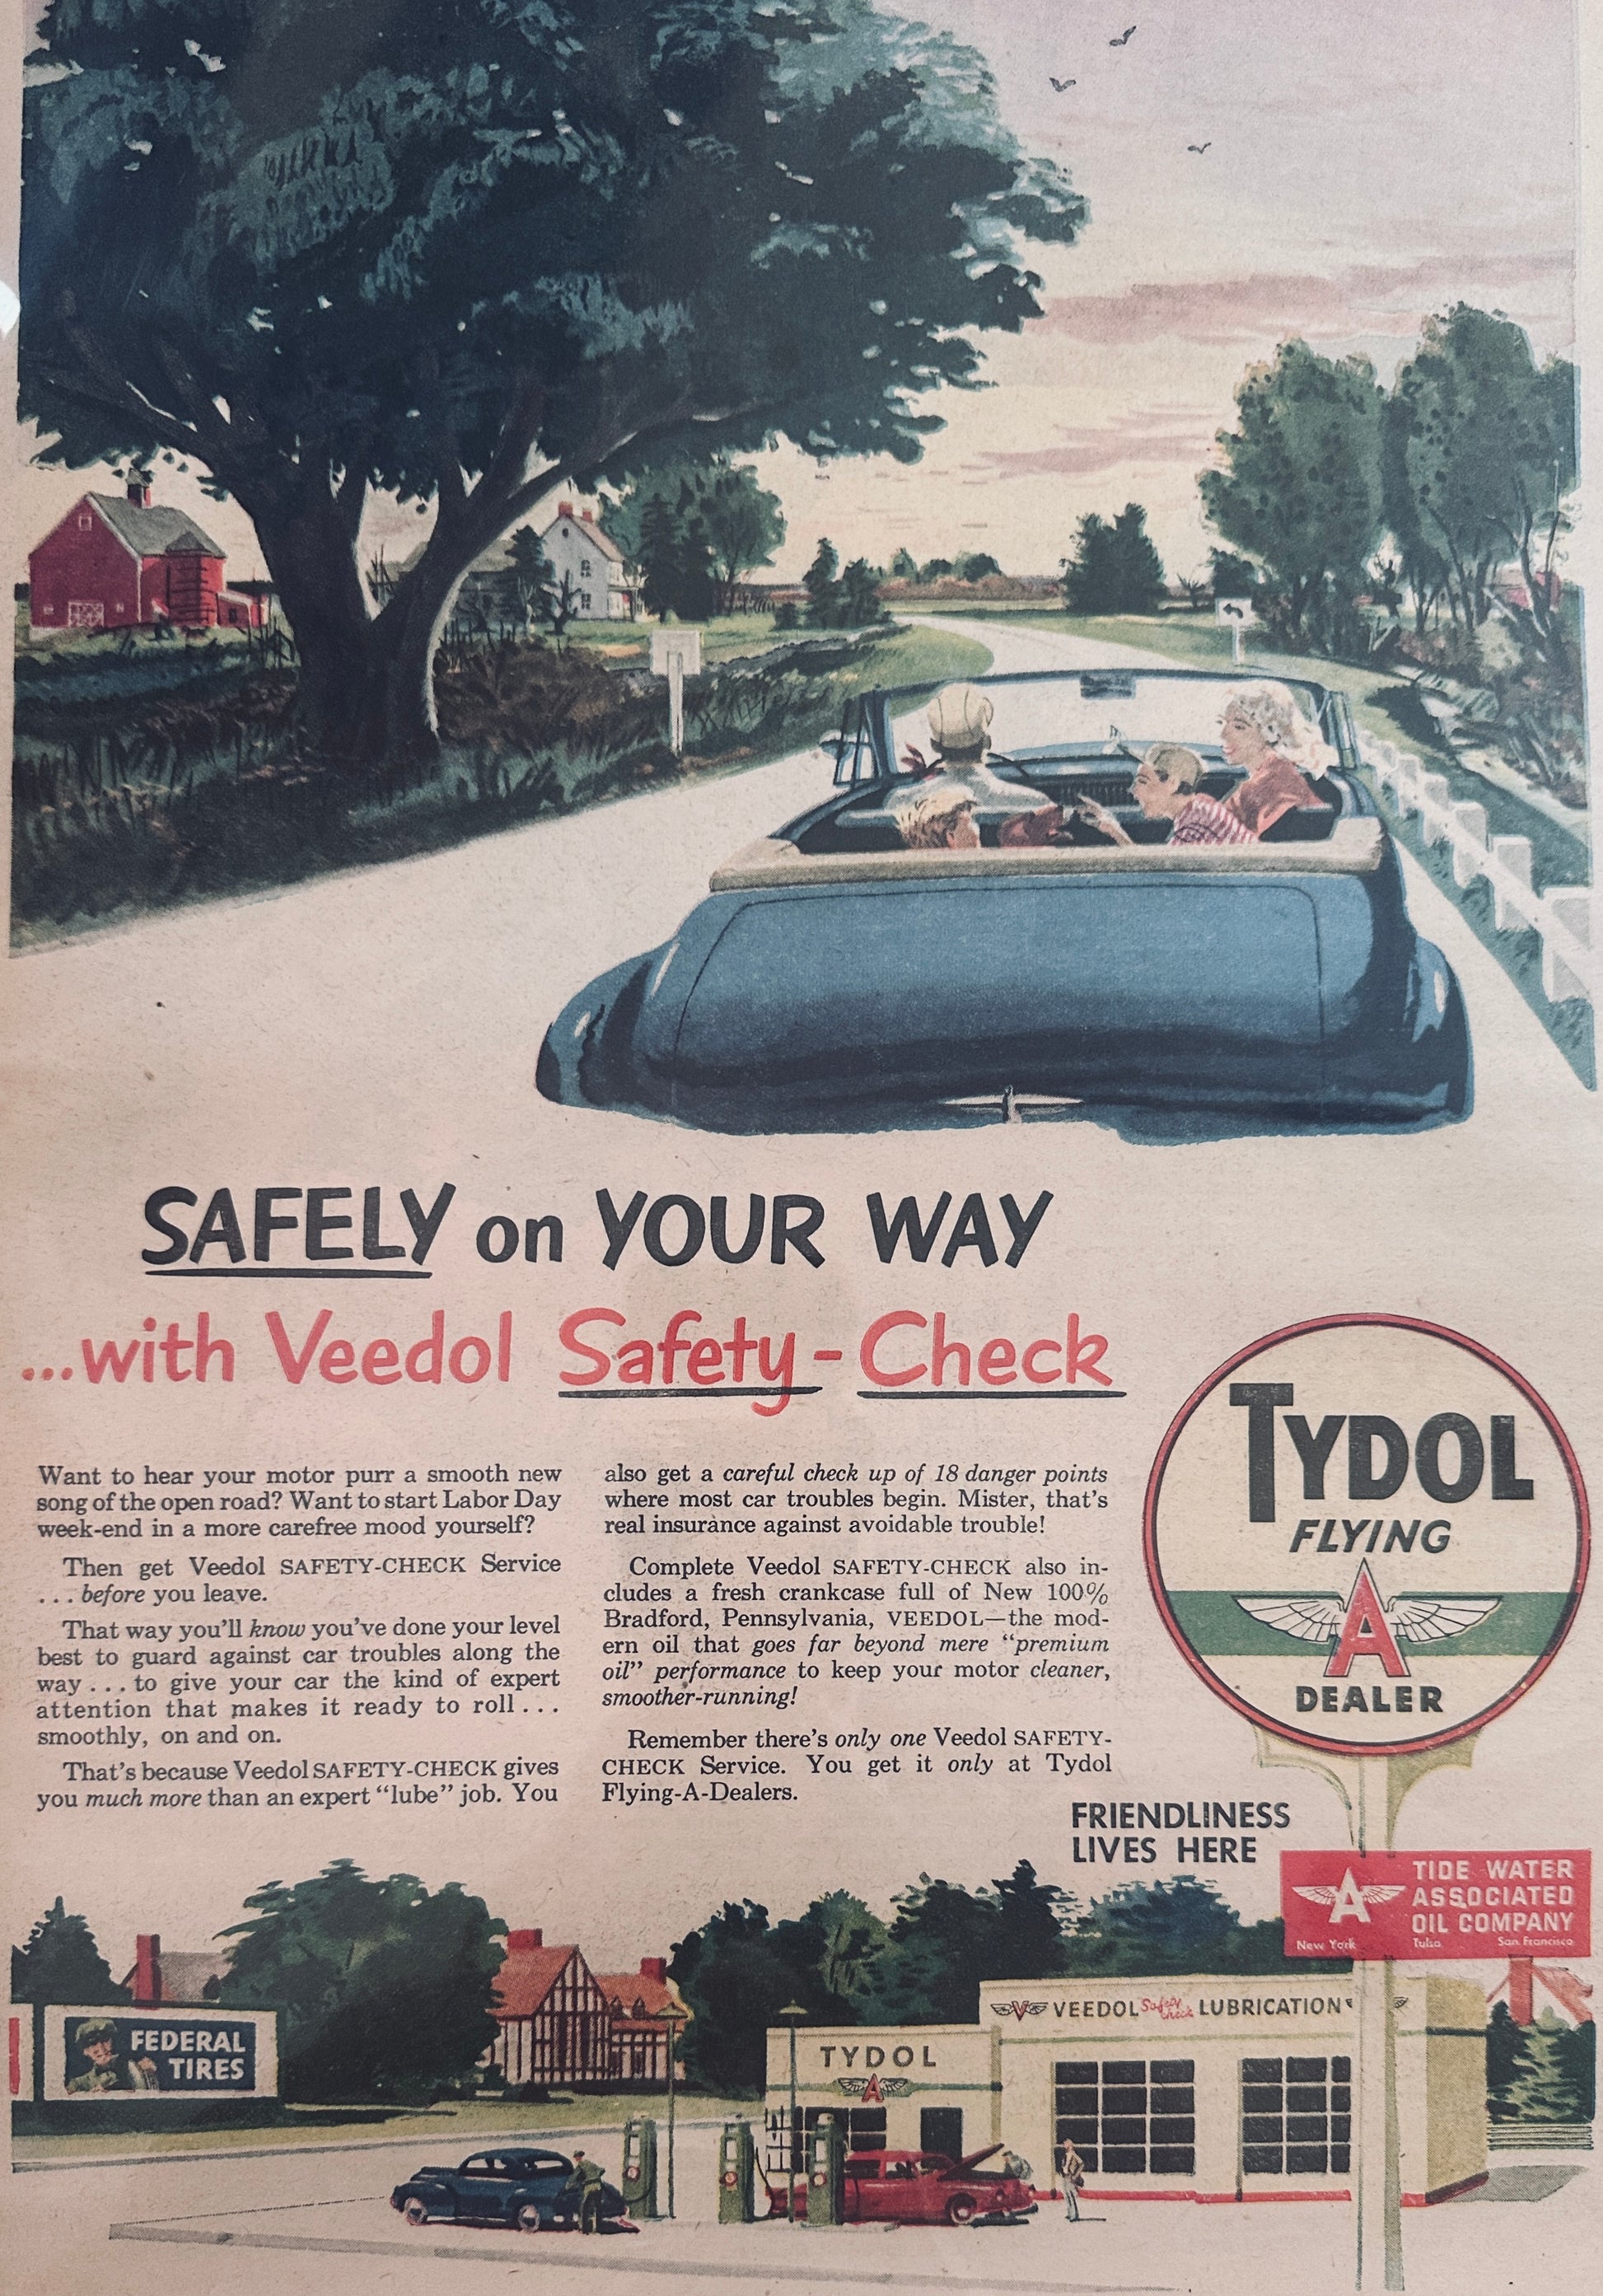 SAFELY on YOUR WAY
...with Veedol Safety-Check
Want to hear your motor purr a smooth new
song of the open road? Want to start Labor Day
week-end in a more carefree mood yourself?
Then get Veedol SAFETY-CHECK Service
. . . before you leave.
That way you'll know you've done your level
best to guard against car troubles along the
way . . . to give your car the kind of expert
attention that makes it ready to roll . . .
smoothly, on and on.
That's because Veedol SAFETY-CHECK gives
you much more than an expert "lube" job. You
also get a careful check up of 18 danger points
where most car troubles begin. Mister, that's
real insurance against avoidable trouble!
Complete Veedol SAFETY-CHECK also in-
cludes a fresh crankcase full of New 100%
Bradford, Pennsylvania, VEEDOL—the mod-
ern oil that goes far beyond mere "premium
oil" performance to keep your motor cleaner,
smoother-running!
Remember there's only one Veedol SAFETY-
CHECK Service. You get it only at Tydol
Flying-A-Dealers.
TYDOL
FLYING
A
DEALER
FRIENDLINESS
LIVES HERE
A
TIDE WATER
ASSOCIATED
OIL COMPANY
New York Tulsa San Francisco
FEDERAL
TIRES
V VEEDOL Safety Check LUBRICATION
TYDOL
A